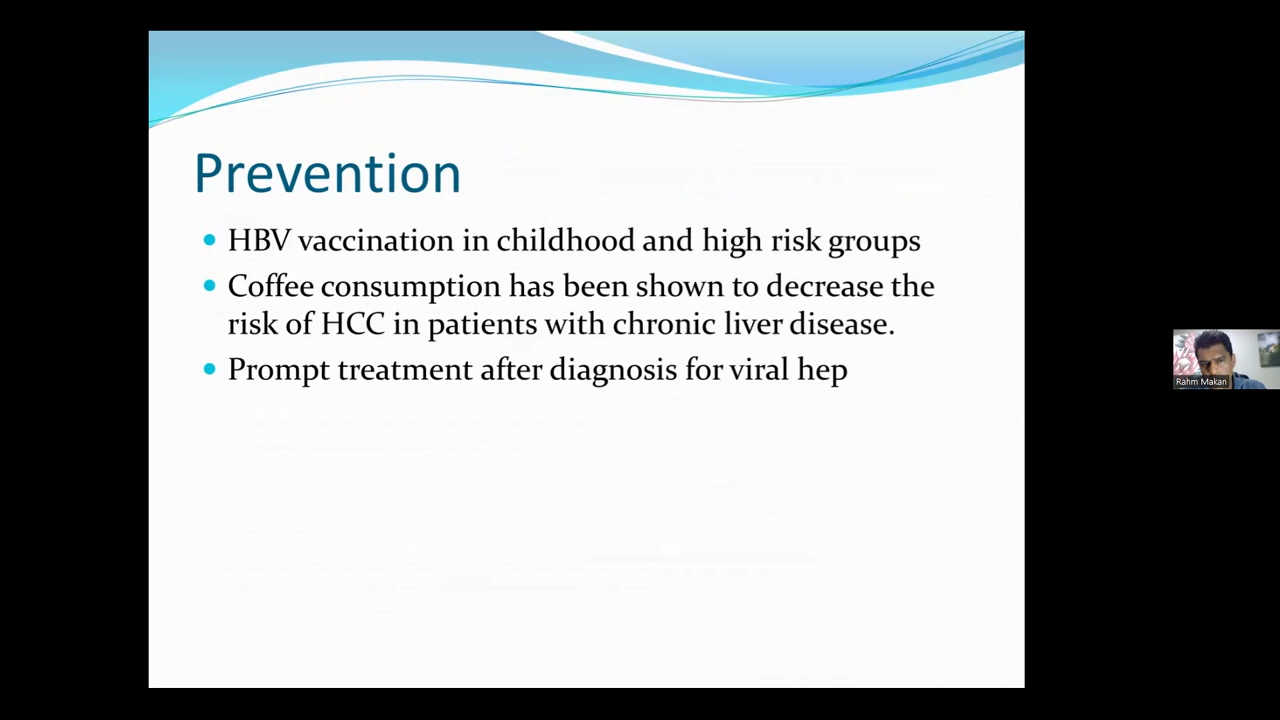 Prevention
HBV vaccination in childhood and high risk groups
Coffee consumption has been shown to decrease the
risk of HCC in patients with chronic liver disease.
Prompt treatment after diagnosis for viral hep
Rahm Makan